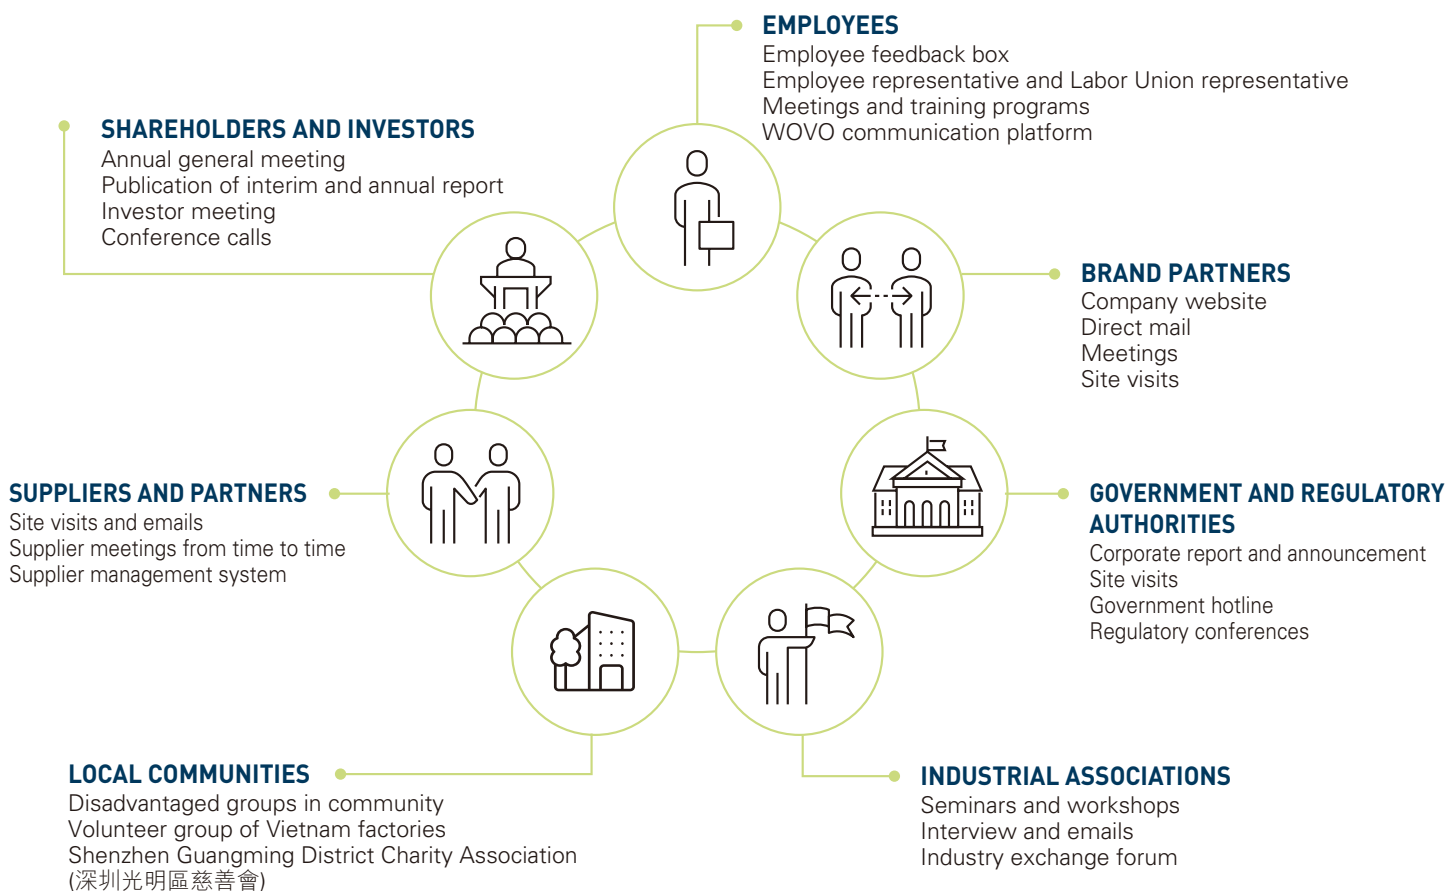 EMPLOYEES
Employee feedback box
Employee representative and Labor Union representative
Meetings and training programs
WOVO communication platform
SHAREHOLDERS AND INVESTORS
Annual general meeting
Publication of interim and annual report
Investor meeting
Conference calls
BRAND PARTNERS
Company website
Direct mail
Meetings
Site visits
SUPPLIERS AND PARTNERS
Site visits and emails
Supplier meetings from time to time
Supplier management system
GOVERNMENT AND REGULATORY
AUTHORITIES
Corporate report and announcement
Site visits
Government hotline
Regulatory conferences
LOCAL COMMUNITIES
Disadvantaged groups in community
Volunteer group of Vietnam factories
Shenzhen Guangming District Charity Association
(深圳光明區慈善會)
INDUSTRIAL ASSOCIATIONS
Seminars and workshops
Interview and emails
Industry exchange forum